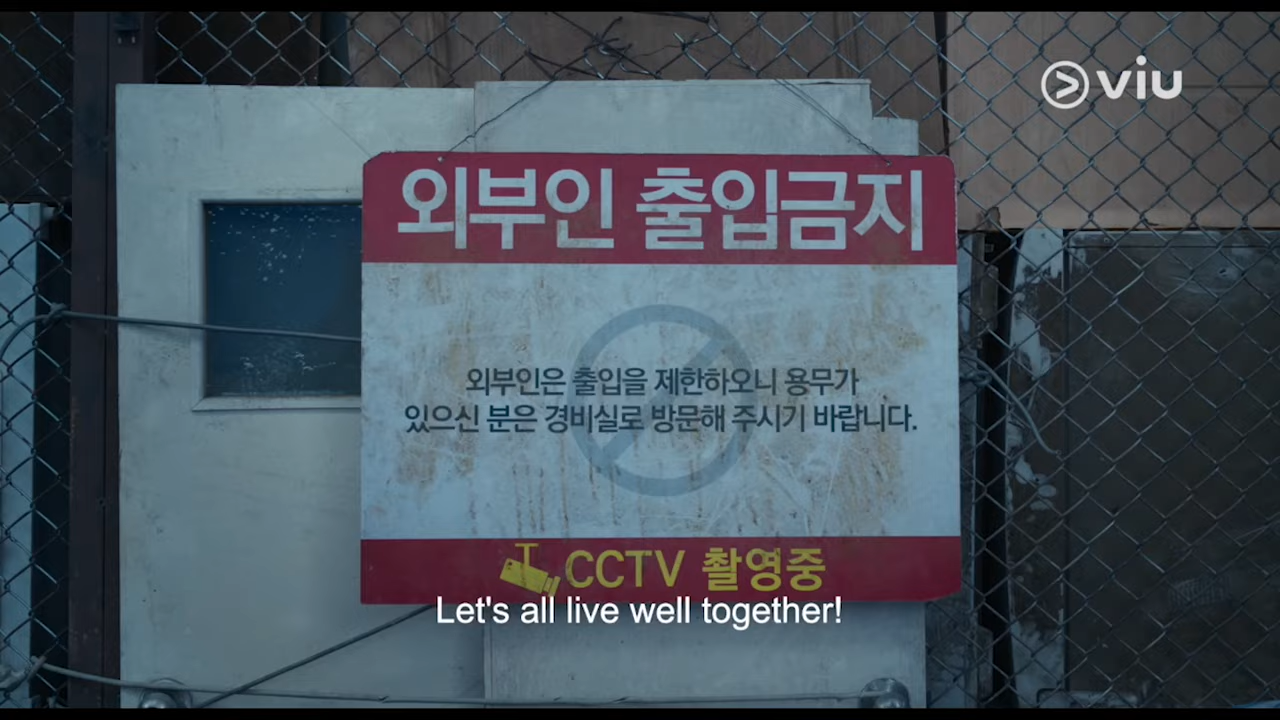 viu
외부인 출입금지
외부인은 출입을 제한하오니 용무가
있으신 분은 경비실로 방문해 주시기 바랍니다.
CCTV 촬영중
Let's all live well together!